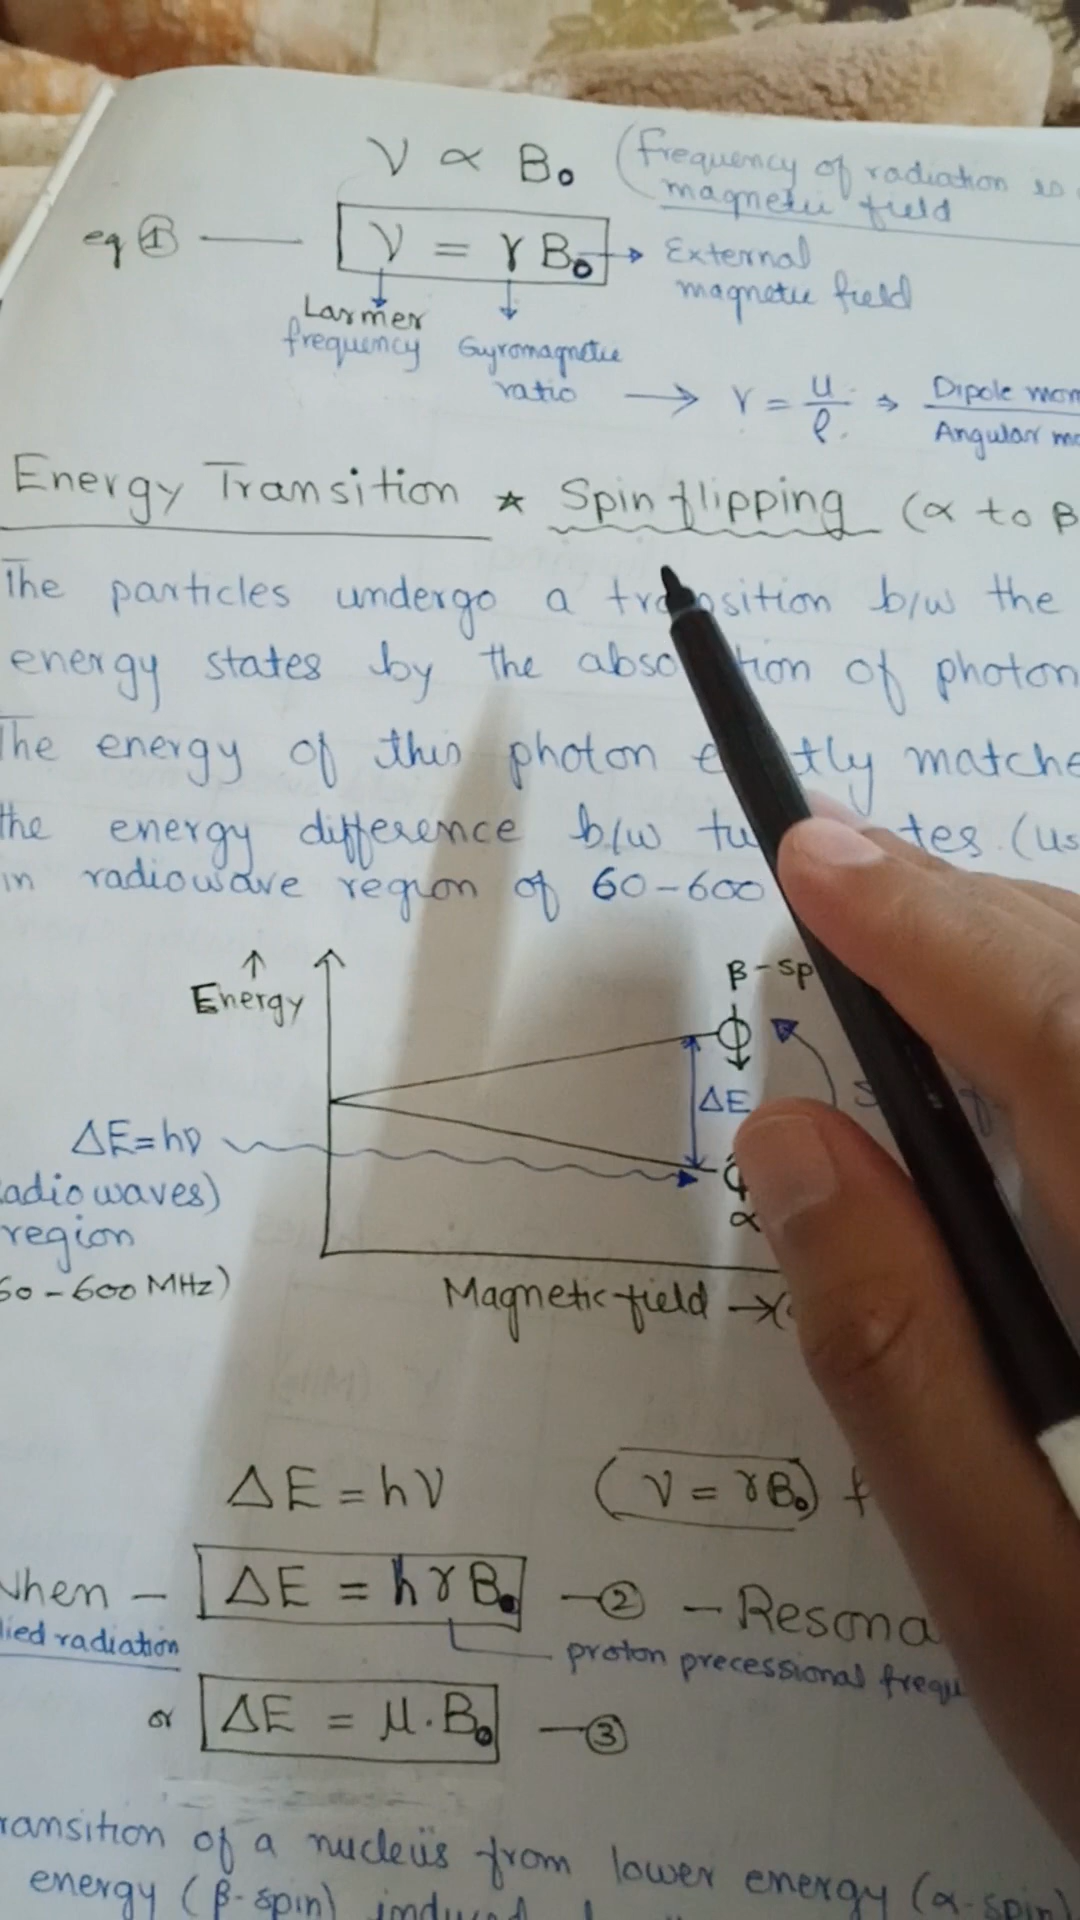 ν ∝ B₀ (frequency of radiation is
magnetic field
eq ① — ν = γ B₀ → External
magnetic field
Larmer
frequency Gyromagnetic
ratio → γ = u/ρ. ⇒ Dipole mom
Angular mo
Energy Transition * Spin flipping (α to β
The particles undergo a transition b/w the
energy states by the absorption of photon
The energy of this photon exactly matche
the energy difference b/w
in radiowave region of 60-600
β-sp
↑
Energy
ΔE
ΔE=hν
radio waves)
region
60-600 MHz)
α
Magnetic field →
ΔE = hν (ν = γB₀)
When - ΔE = hγB₀ - ② - Resona
lied radiation
proton precessional frequ
or ΔE = μ.B₀ - ③
ransition of a nucleus from lower energy (α-spin)
energy (β-spin)